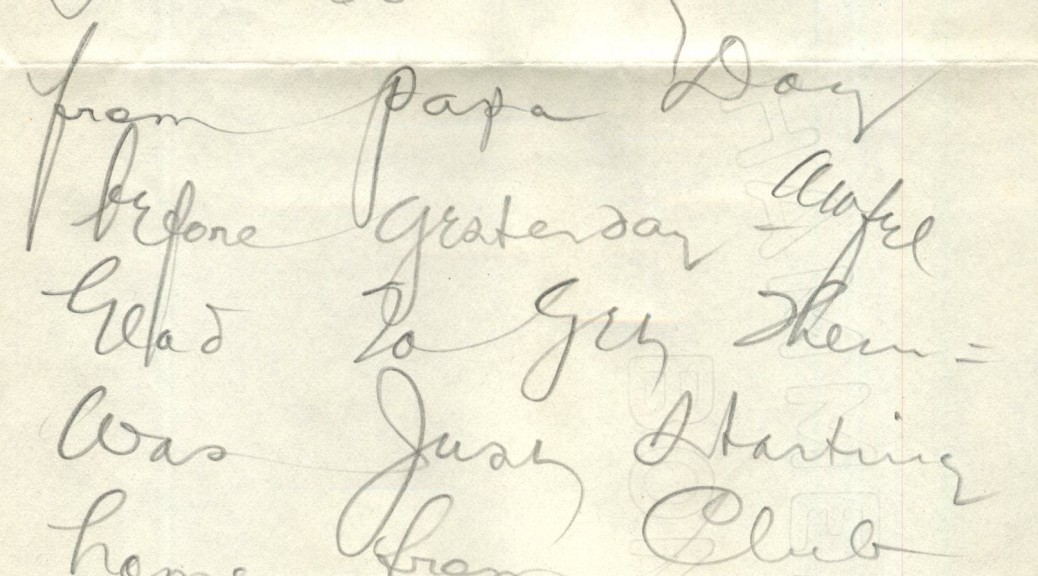 from papa Day
before yesterday - awful
Glad to Get them =
Was Just Starting
home from Club